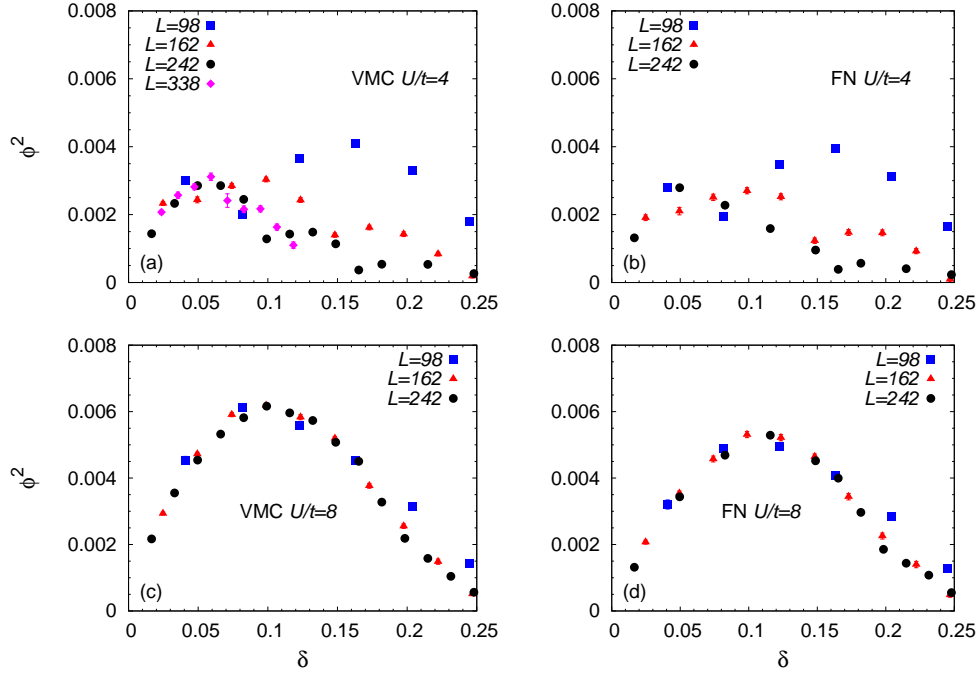 0.008
0.006
0.004
0.002
0
ϕ²
L=98
L=162
L=242
L=338
VMC U/t=4
(a)
0 0.05 0.1 0.15 0.2 0.25
0.008
0.006
0.004
0.002
0
ϕ²
L=98
L=162
L=242
FN U/t=4
(b)
0 0.05 0.1 0.15 0.2 0.25
0.008
0.006
0.004
0.002
0
ϕ²
L=98
L=162
L=242
VMC U/t=8
(c)
0 0.05 0.1 0.15 0.2 0.25
δ
0.008
0.006
0.004
0.002
0
ϕ²
L=98
L=162
L=242
FN U/t=8
(d)
0 0.05 0.1 0.15 0.2 0.25
δ